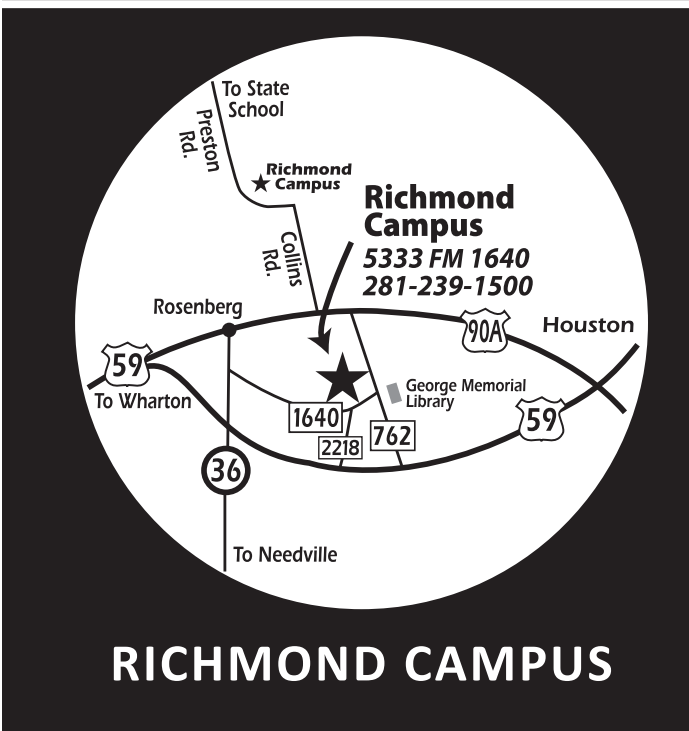 To State
School
Preston
Rd.
Richmond
Campus
Richmond
Campus
5333 FM 1640
281-239-1500
Collins
Rd.
Rosenberg
90A
Houston
59
To Wharton
George Memorial
Library
1640
59
762
2218
36
To Needville
RICHMOND CAMPUS